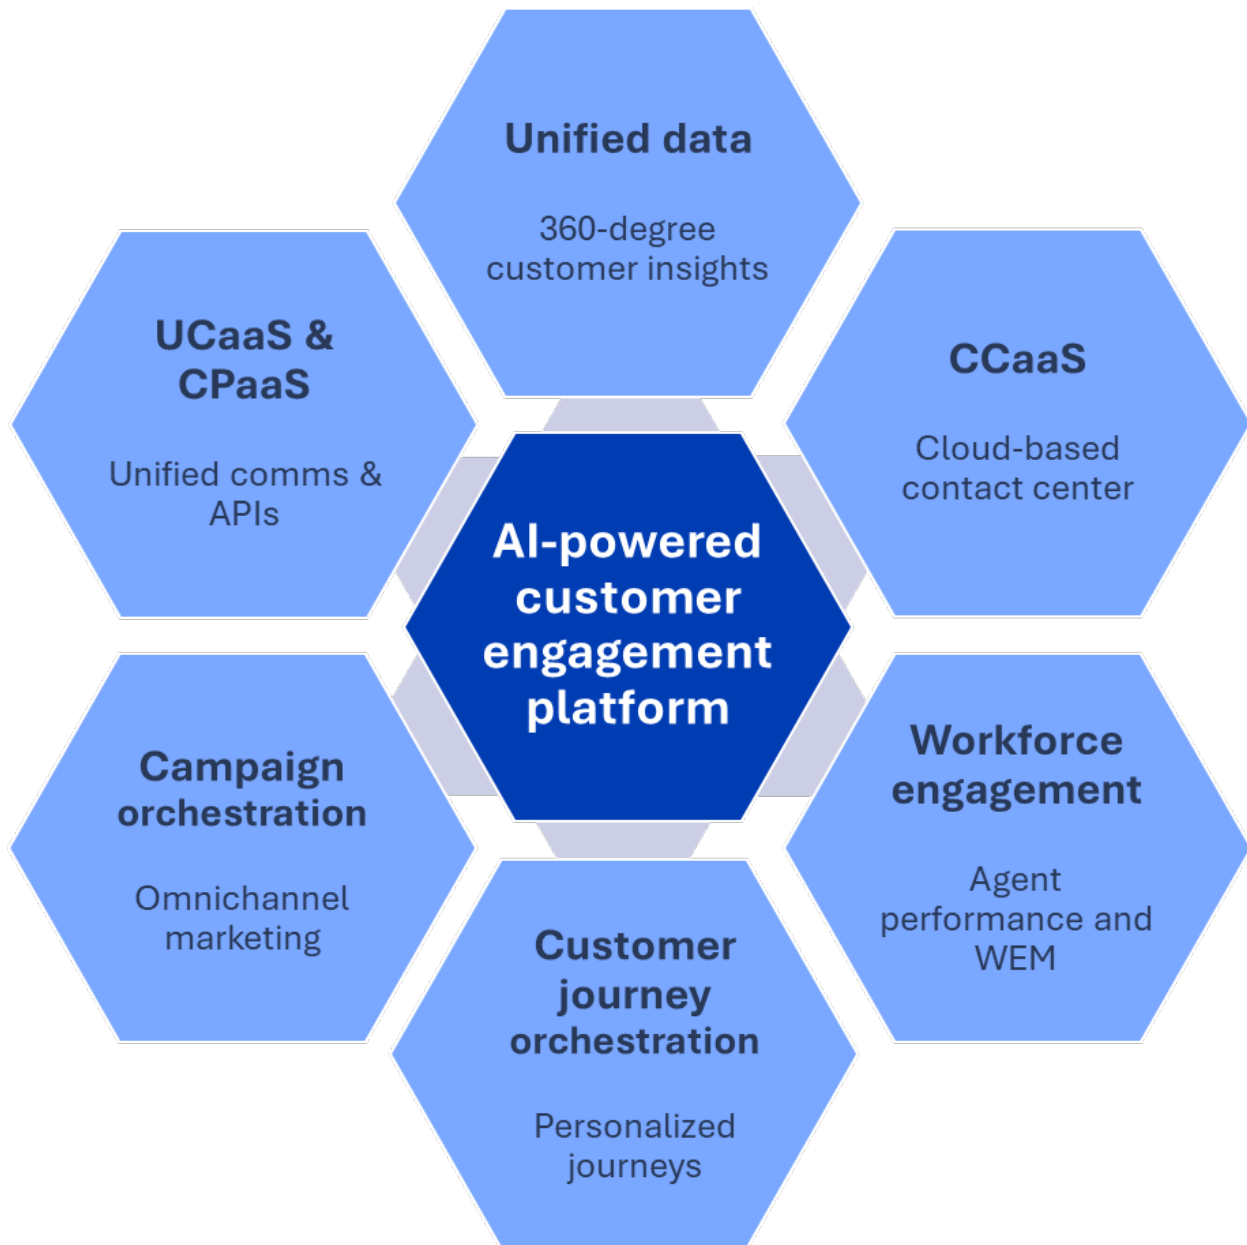 Unified data
360-degree
customer insights
UCaaS &
CPaaS
Unified comms &
APIs
CCaaS
Cloud-based
contact center
AI-powered
customer
engagement
platform
Campaign
orchestration
Omnichannel
marketing
Workforce
engagement
Agent
performance and
WEM
Customer
journey
orchestration
Personalized
journeys